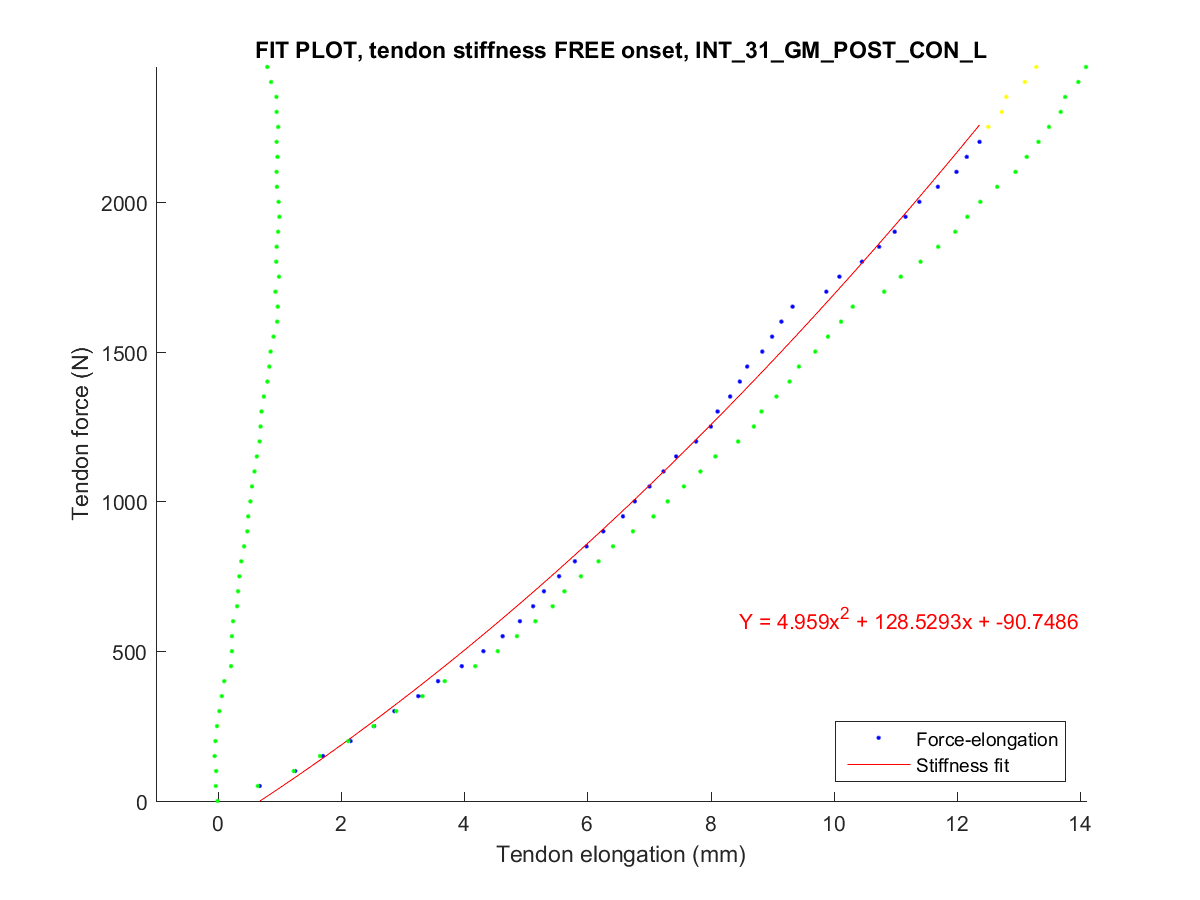 FIT PLOT, tendon stiffness FREE onset, INT_31_GM_POST_CON_L
Tendon force (N)
2000
1500
1000
500
0
Y = 4.959x² + 128.5293x + -90.7486
Force-elongation
Stiffness fit
0 2 4 6 8 10 12 14
Tendon elongation (mm)